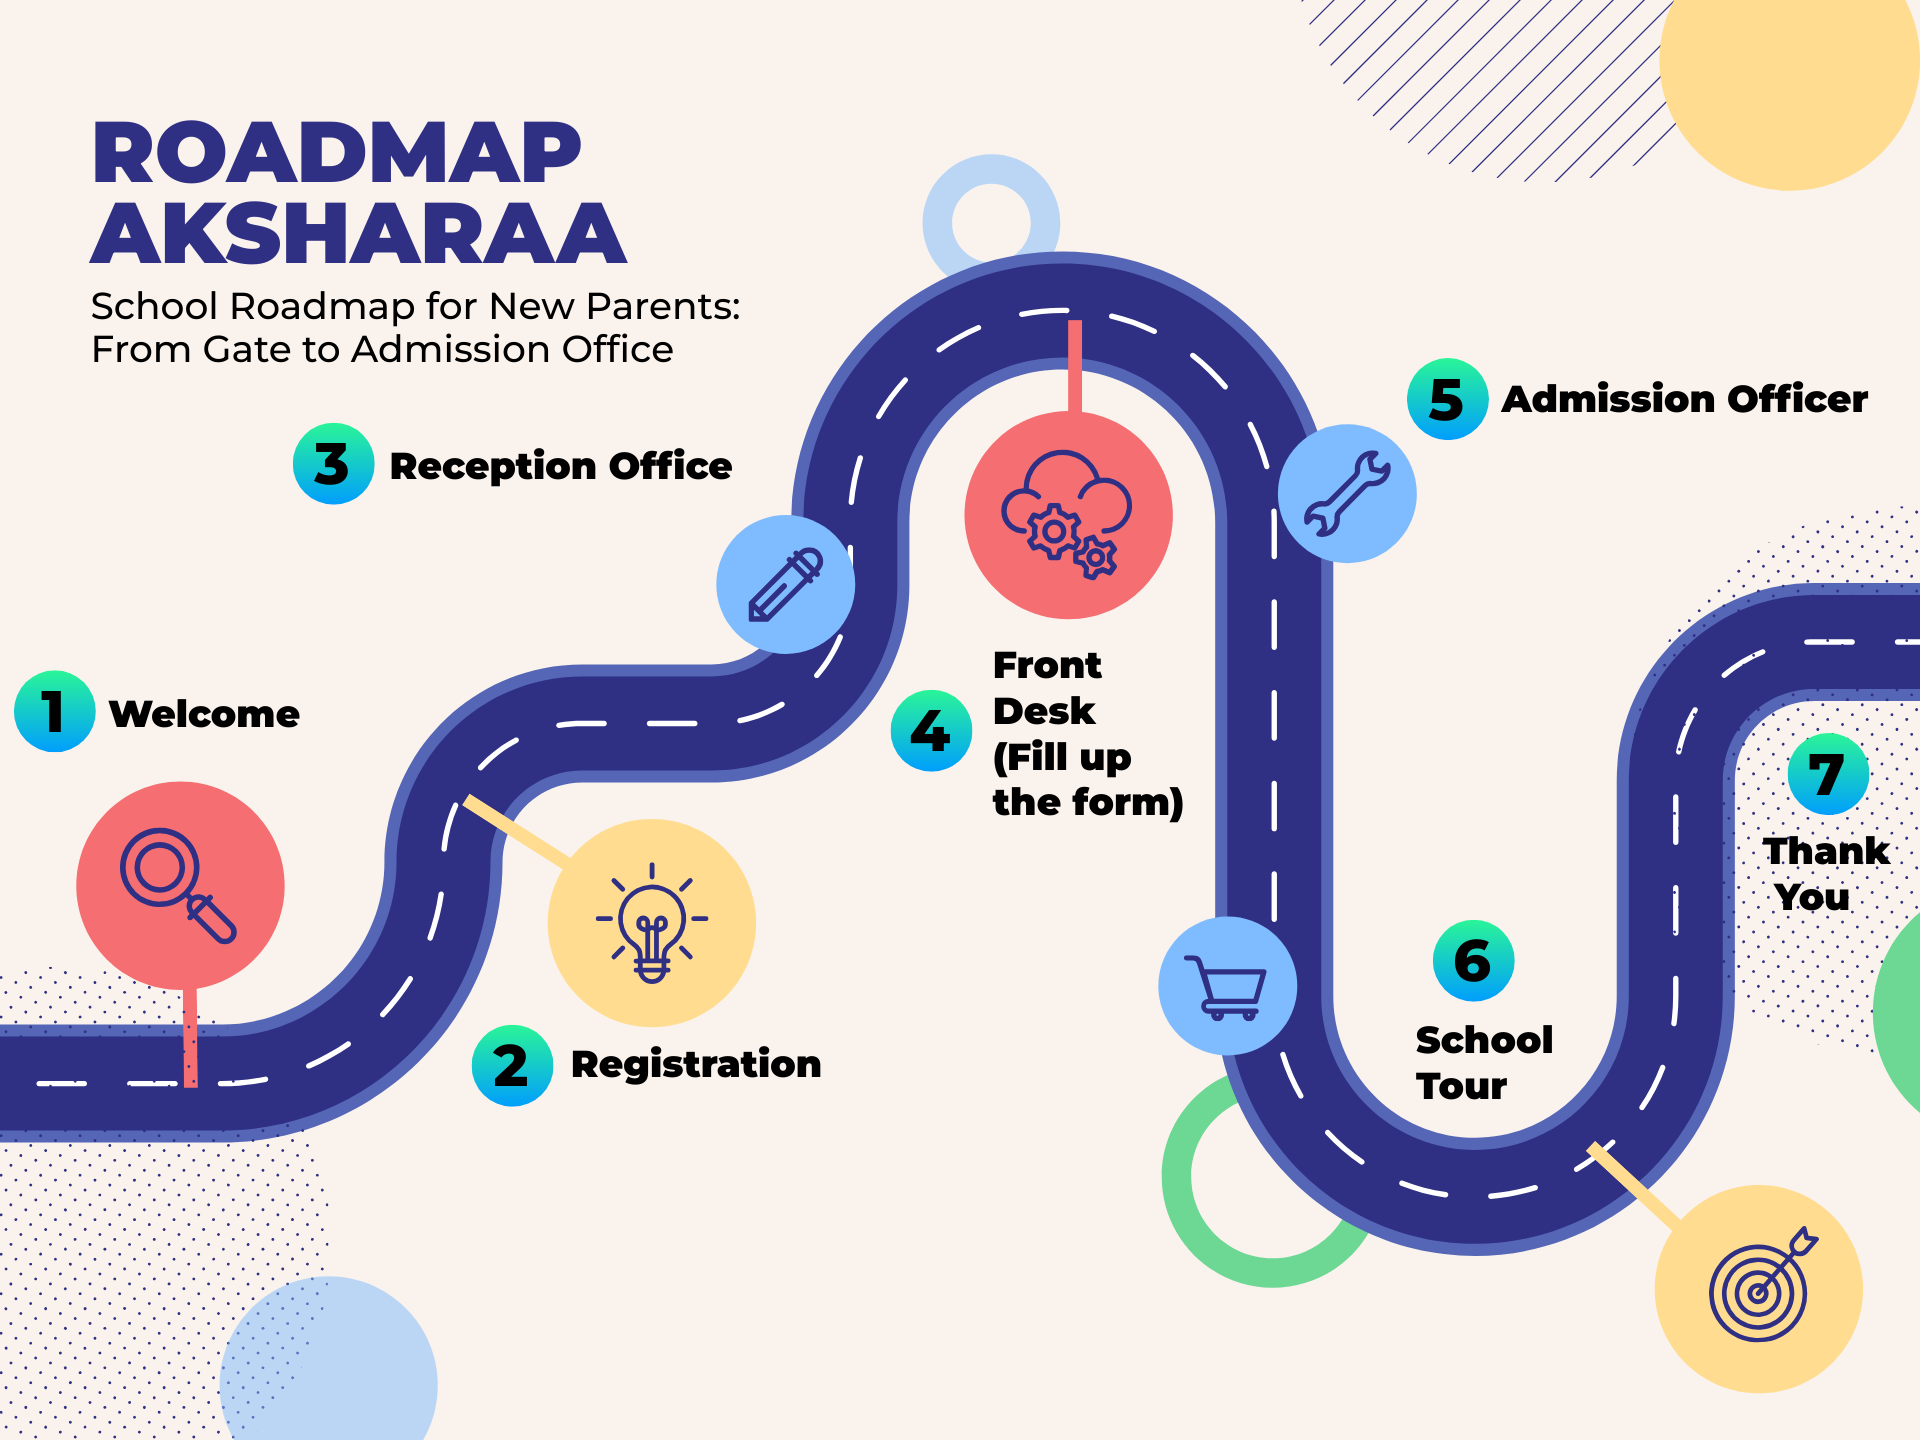 ROADMAP
AKSHARAA
School Roadmap for New Parents:
From Gate to Admission Office
1 Welcome
2 Registration
3 Reception Office
4 Front
Desk
(Fill up
the form)
5 Admission Officer
6
School
Tour
7
Thank
You